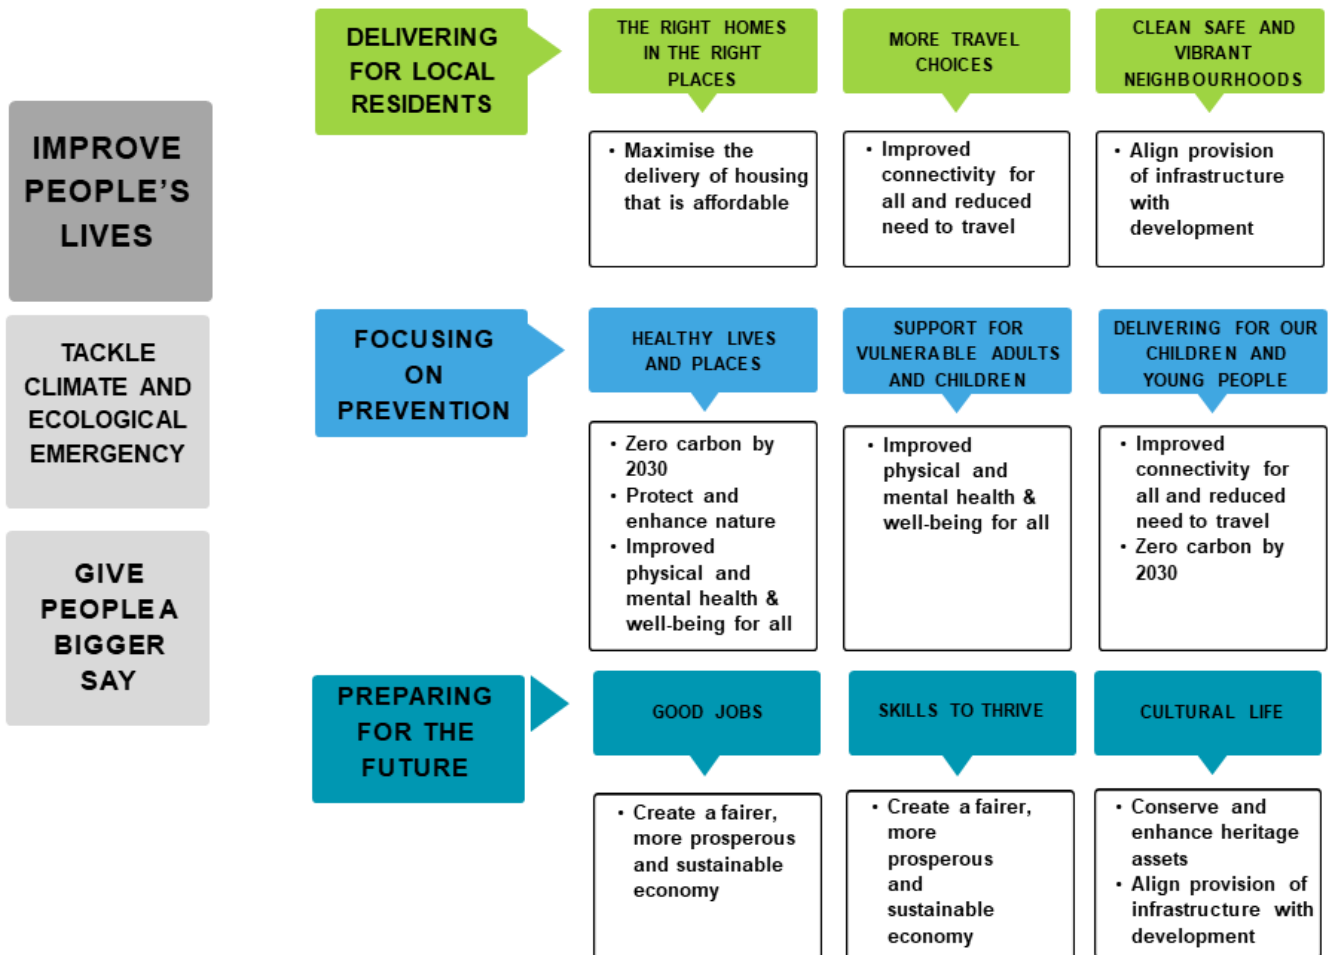 IMPROVE
PEOPLE'S
LIVES
TACKLE
CLIMATE AND
ECOLOGICAL
EMERGENCY
GIVE
PEOPLE A
BIGGER
SAY
DELIVERING
FOR LOCAL
RESIDENTS
THE RIGHT HOMES
IN THE RIGHT
PLACES
• Maximise the
delivery of housing
that is affordable
MORE TRAVEL
CHOICES
• Improved
connectivity for
all and reduced
need to travel
CLEAN SAFE AND
VIBRANT
NEIGHBOURHOODS
• Align provision
of infrastructure
with
development
FOCUSING
ON
PREVENTION
HEALTHY LIVES
AND PLACES
• Zero carbon by
2030
• Protect and
enhance nature
• Improved
physical and
mental health &
well-being for all
SUPPORT FOR
VULNERABLE ADULTS
AND CHILDREN
• Improved
physical and
mental health &
well-being for all
DELIVERING FOR OUR
CHILDREN AND
YOUNG PEOPLE
• Improved
connectivity for
all and reduced
need to travel
• Zero carbon by
2030
PREPARING
FOR THE
FUTURE
GOOD JOBS
• Create a fairer,
more prosperous
and sustainable
economy
SKILLS TO THRIVE
• Create a fairer,
more
prosperous
and
sustainable
economy
CULTURAL LIFE
• Conserve and
enhance heritage
assets
• Align provision of
infrastructure with
development